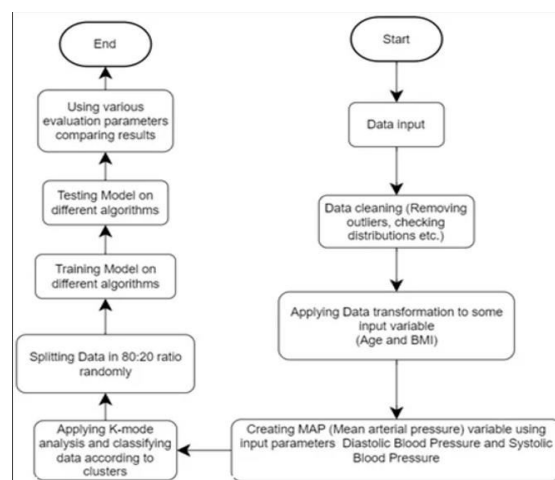 Start
Data input
Data cleaning (Removing
outliers, checking
distributions etc.)
Applying Data transformation to some
input variable
(Age and BMI)
Creating MAP (Mean arterial pressure) variable using
input parameters Diastolic Blood Pressure and Systolic
Blood Pressure
Applying K-mode
analysis and classifying
data according to
clusters
Splitting Data in 80:20 ratio
randomly
Training Model on
different algorithms
Testing Model on
different algorithms
Using various
evaluation parameters
comparing results
End